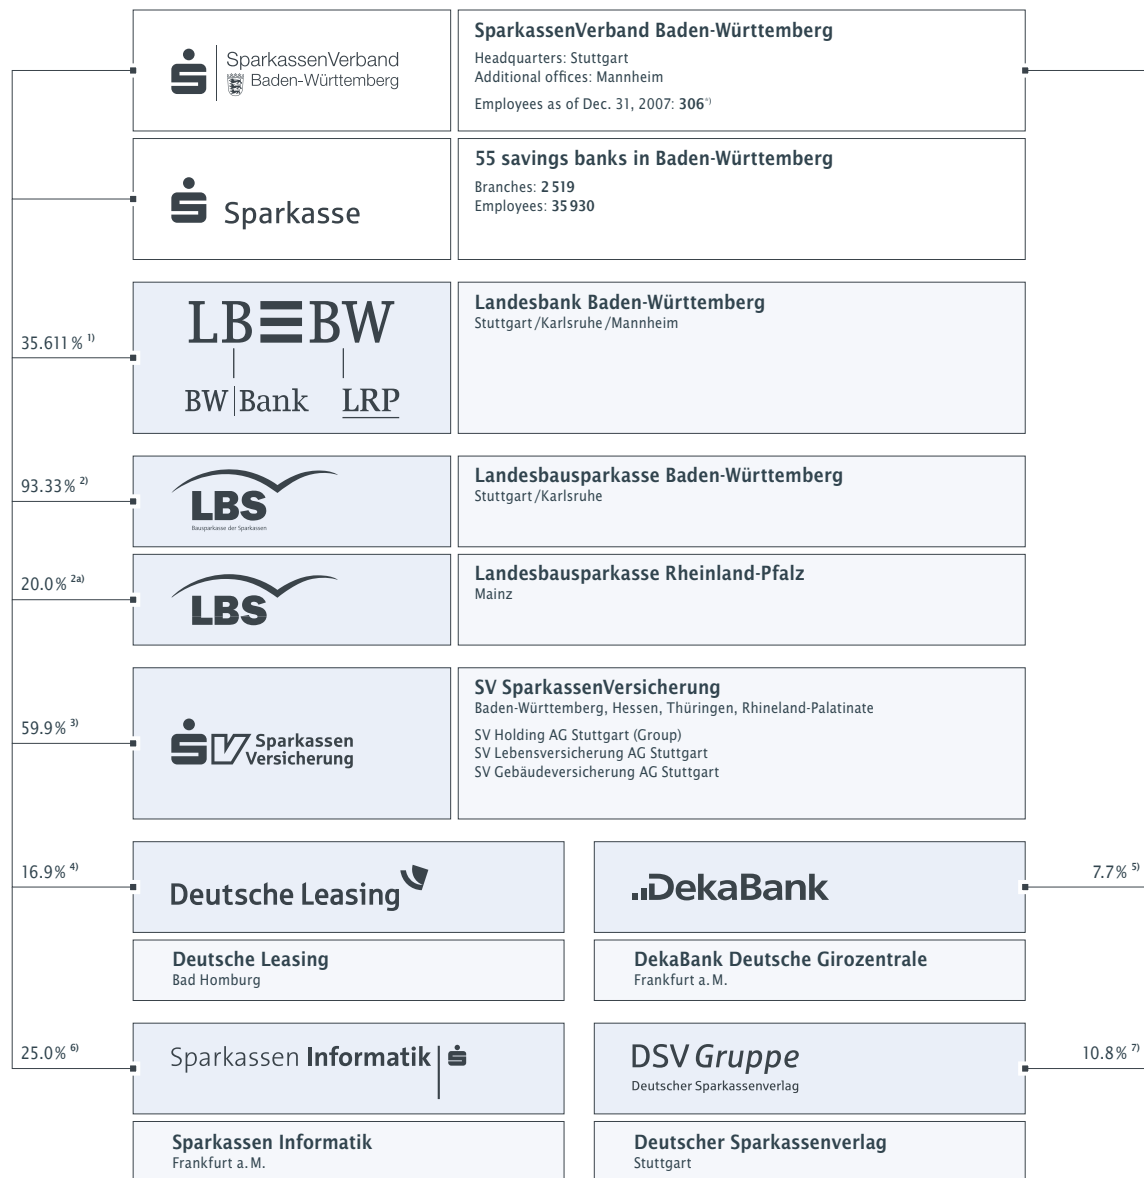 SparkassenVerband
Baden-Württemberg
SparkassenVerband Baden-Württemberg
Headquarters: Stuttgart
Additional offices: Mannheim
Employees as of Dec. 31, 2007: 306*)
Sparkasse
55 savings banks in Baden-Württemberg
Branches: 2 519
Employees: 35 930
35.611 % 1)
LB BW
BW Bank LRP
Landesbank Baden-Württemberg
Stuttgart/Karlsruhe/Mannheim
93.33 % 2)
LBS
Bausparkasse der Sparkassen
Landesbausparkasse Baden-Württemberg
Stuttgart/Karlsruhe
20.0 % 2a)
LBS
Landesbausparkasse Rheinland-Pfalz
Mainz
59.9 % 3)
SV Sparkassen
Versicherung
SV SparkassenVersicherung
Baden-Württemberg, Hessen, Thüringen, Rhineland-Palatinate
SV Holding AG Stuttgart (Group)
SV Lebensversicherung AG Stuttgart
SV Gebäudeversicherung AG Stuttgart
16.9 % 4)
Deutsche Leasing
Deutsche Leasing
Bad Homburg
DekaBank
7.7 % 5)
DekaBank Deutsche Girozentrale
Frankfurt a. M.
25.0 % 6)
Sparkassen Informatik
Sparkassen Informatik
Frankfurt a. M.
DSV Gruppe
Deutscher Sparkassenverlag
10.8 % 7)
Deutscher Sparkassenverlag
Stuttgart